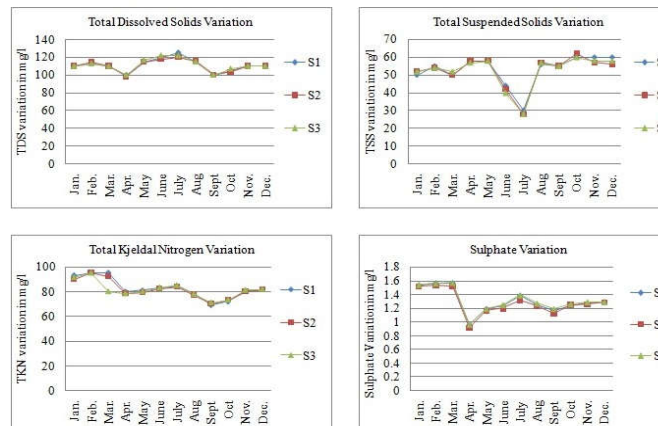 Total Dissolved Solids Variation
TDS variation in mg/l
140
120
100
80
60
40
20
0
Jan.
Feb.
Mar.
Apr.
May
June
July
Aug
Sept
Oct
Nov.
Dec.
S1
S2
S3
Total Suspended Solids Variation
TSS variation in mg/l
70
60
50
40
30
20
10
0
Jan.
Feb.
Mar.
Apr.
May
June
July
Aug
Sept
Oct
Nov.
Dec.
S
S
S
Total Kjeldal Nitrogen Variation
TKN variation in mg/l
100
80
60
40
20
0
Jan.
Feb.
Mar.
Apr.
May
June
July
Aug
Sept
Oct
Nov.
Dec.
S1
S2
S3
Sulphate Variation
Sulphate Variation in mg/l
1.8
1.6
1.4
1.2
1
0.8
0.6
0.4
0.2
0
Jan.
Feb.
Mar.
Apr.
May
June
July
Aug
Sept
Oct
Nov.
Dec.
S
S
S